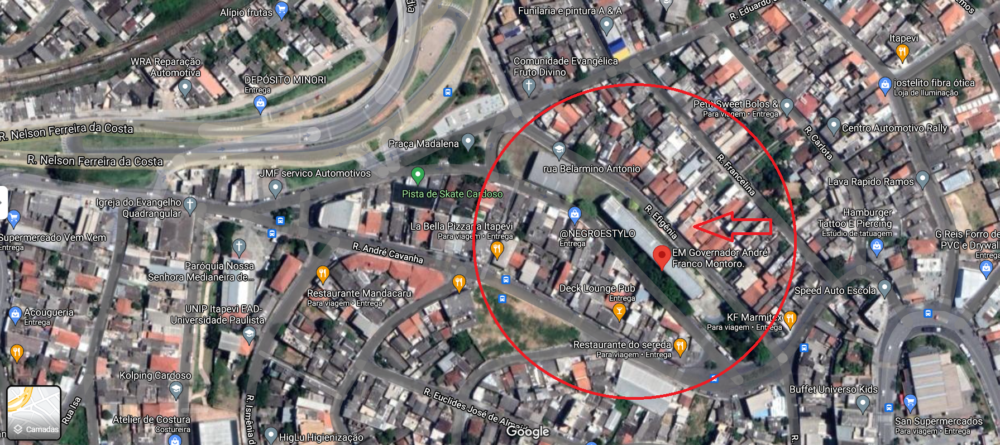 Alípio frutas
dia
Funilaria e pintura A & A
R. Eduardo
Itapevi
WRA Reparação
Automotiva
DEPÓSITO MINORI
Entrega
Comunidade Evangélica
Fruto Divino
jostelito fibra ótica
Loja de Iluminação
Petit Sweet Bolos &
Para viagem • Entrega
R. Nelson Ferreira da Costa
Centro Automotivo Rally
R. Carlota
Praça Madalena
R. Nelson Ferreira da Costa
rua Belarmino Antonio
R. Francelina
JMF servico Automotivos
Lava Rapido Ramos
Pista de Skate Cardoso
Igreja do Evangelho
Quadrangular
R. Efigênia
Hamburger
Tattoo E Piercing
Estúdio de tatuagem
La Bella Pizzaria Itapevi
Para viagem • Entrega
@NEGROESTYLO
Entrega
Supermercado Vem Vem
Entrega
G Reis Forro de
PVC e Drywall
Entrega
R. André Cavanha
EM Governador André
Franco Montoro.
Paróquia Nossa
Senhora Medianeira de...
Restaurante Mandacaru
Para viagem • Entrega
Deck Lounge Pub
Entrega
Speed Auto Escola
UNIP Itapevi EAD-
Universidade Paulista
Acougueria
Entrega
KF Marmitex
Para viagem • Entrega
Restaurante do sereda
Para viagem • Entrega
Kolping Cardoso
Buffet Universo Kids
Rua Isa
R. Ismênia d
R. Euclides José de Almeida
Atelier de Costura
Costureira
San Supermercados
Para viagem • Entrega
Camadas
Google
HigLu Higienização
R.